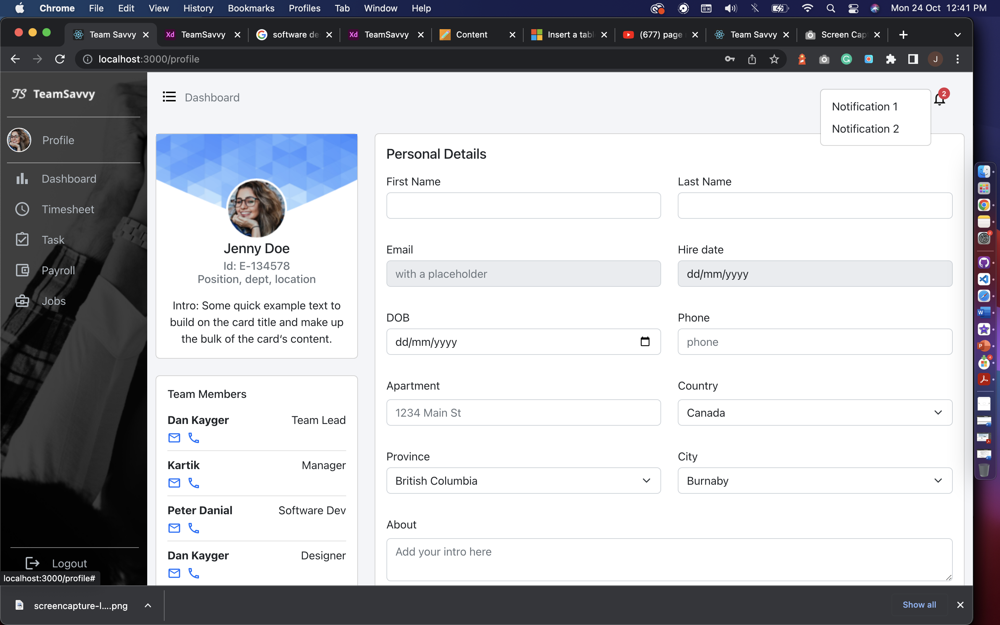 Chrome File Edit View History Bookmarks Profiles Tab Window Help Mon 24 Oct 12:41 PM
Team Savvy TeamSavvy software de TeamSavvy Content Insert a tabl (677) page Team Savvy Screen Cap
localhost:3000/profile J
TS TeamSavvy
Profile
Dashboard
Timesheet
Task
Payroll
Jobs
Logout
localhost:3000/profile#
Dashboard
2
Notification 1
Notification 2
Jenny Doe
Id: E-134578
Position, dept, location
Intro: Some quick example text to
build on the card title and make up
the bulk of the card‘s content.
Team Members
Dan Kayger Team Lead
Kartik Manager
Peter Danial Software Dev
Dan Kayger Designer
Personal Details
First Name Last Name
Email Hire date
with a placeholder dd/mm/yyyy
DOB Phone
dd/mm/yyyy phone
Apartment Country
1234 Main St Canada
Province City
British Columbia Burnaby
About
Add your intro here
screencapture-l....png Show all